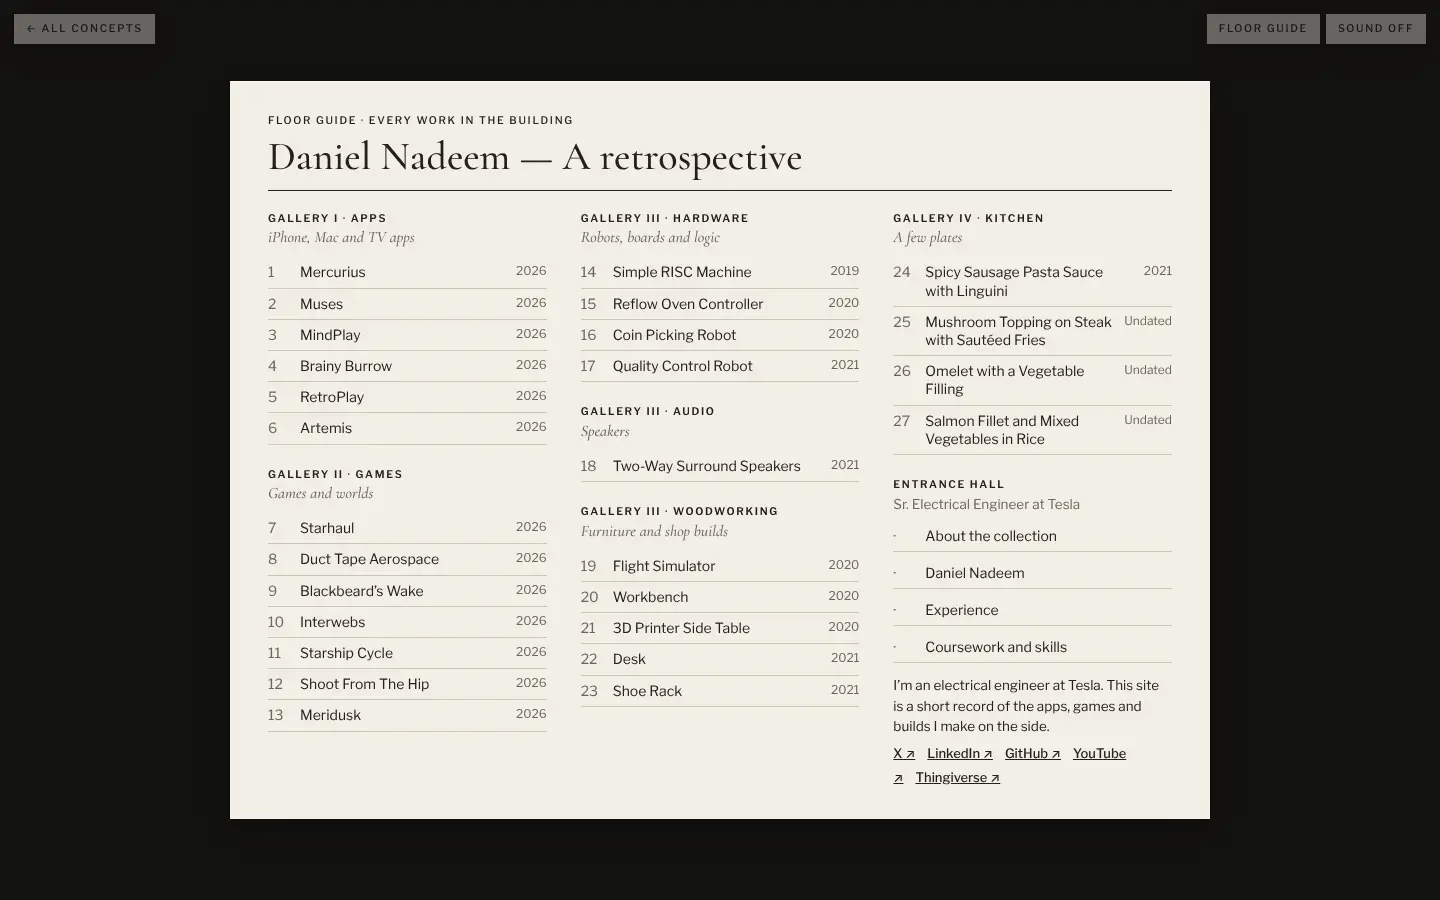 ← ALL CONCEPTS
FLOOR GUIDE
SOUND OFF
FLOOR GUIDE · EVERY WORK IN THE BUILDING
Daniel Nadeem — A retrospective
GALLERY I · APPS
iPhone, Mac and TV apps
1 Mercurius 2026
2 Muses 2026
3 MindPlay 2026
4 Brainy Burrow 2026
5 RetroPlay 2026
6 Artemis 2026
GALLERY II · GAMES
Games and worlds
7 Starhaul 2026
8 Duct Tape Aerospace 2026
9 Blackbeard’s Wake 2026
10 Interwebs 2026
11 Starship Cycle 2026
12 Shoot From The Hip 2026
13 Meridusk 2026
GALLERY III · HARDWARE
Robots, boards and logic
14 Simple RISC Machine 2019
15 Reflow Oven Controller 2020
16 Coin Picking Robot 2020
17 Quality Control Robot 2021
GALLERY III · AUDIO
Speakers
18 Two-Way Surround Speakers 2021
GALLERY III · WOODWORKING
Furniture and shop builds
19 Flight Simulator 2020
20 Workbench 2020
21 3D Printer Side Table 2020
22 Desk 2021
23 Shoe Rack 2021
GALLERY IV · KITCHEN
A few plates
24 Spicy Sausage Pasta Sauce 2021
with Linguini
25 Mushroom Topping on Steak Undated
with Sautéed Fries
26 Omelet with a Vegetable Undated
Filling
27 Salmon Fillet and Mixed Undated
Vegetables in Rice
ENTRANCE HALL
Sr. Electrical Engineer at Tesla
· About the collection
· Daniel Nadeem
· Experience
· Coursework and skills
I’m an electrical engineer at Tesla. This site
is a short record of the apps, games and
builds I make on the side.
X ↗ LinkedIn ↗ GitHub ↗ YouTube
↗ Thingiverse ↗